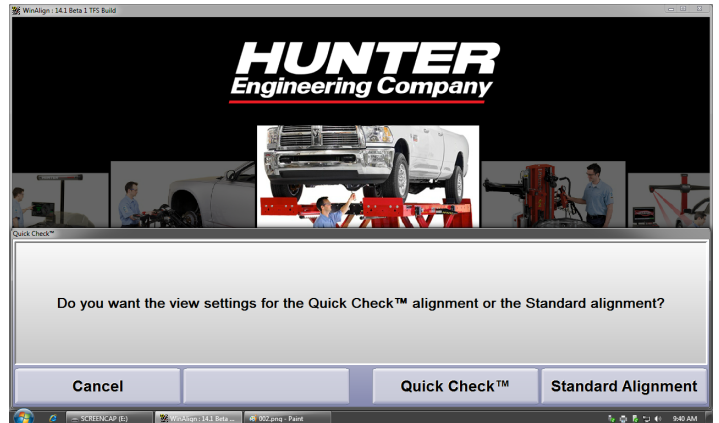 WinAlign : 14.1 Beta 1 TFS Build
HUNTER
Engineering Company
Quick Check™
Do you want the view settings for the Quick Check™ alignment or the Standard alignment?
Cancel
Quick Check™
Standard Alignment
SCREENCAP (E:)
WinAlign : 14.1 Beta ...
002.png - Paint
9:40 AM